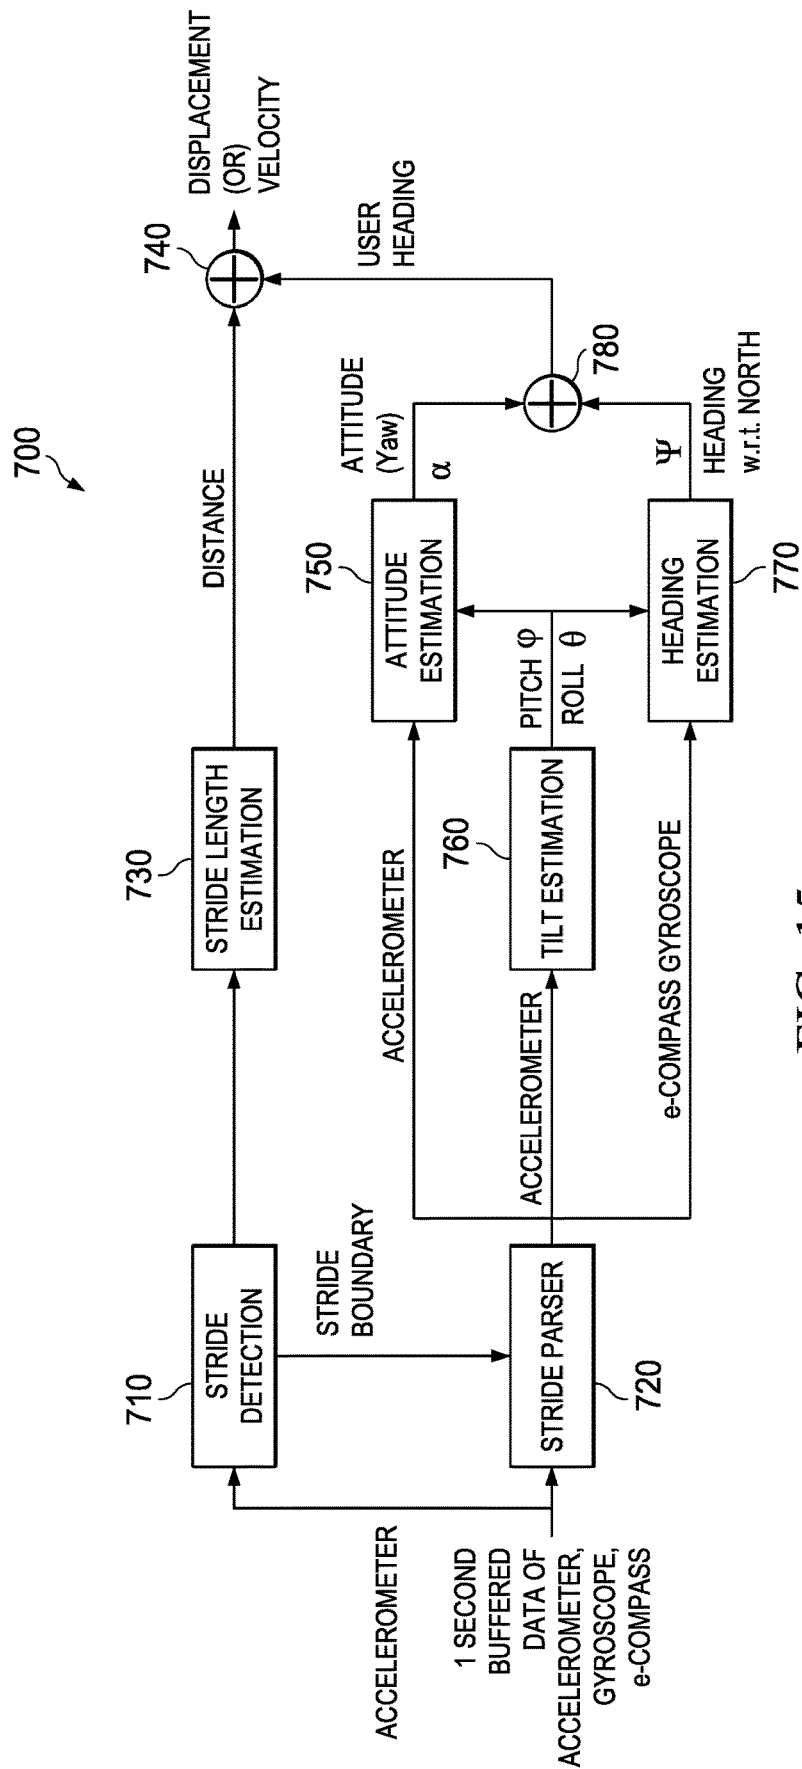 700
ACCELEROMETER
1 SECOND
BUFFERED
DATA OF
ACCELEROMETER,
GYROSCOPE,
e-COMPASS
710
STRIDE
DETECTION
STRIDE
BOUNDARY
STRIDE PARSER
720
730
STRIDE LENGTH
ESTIMATION
DISTANCE
740
DISPLACEMENT
(OR)
VELOCITY
ACCELEROMETER
ACCELEROMETER
e-COMPASS GYROSCOPE
760
TILT ESTIMATION
PITCH φ
ROLL θ
750
ATTITUDE
ESTIMATION
ATTITUDE
(Yaw)
α
HEADING
ESTIMATION
770
Ψ
HEADING
w.r.t. NORTH
780
USER
HEADING